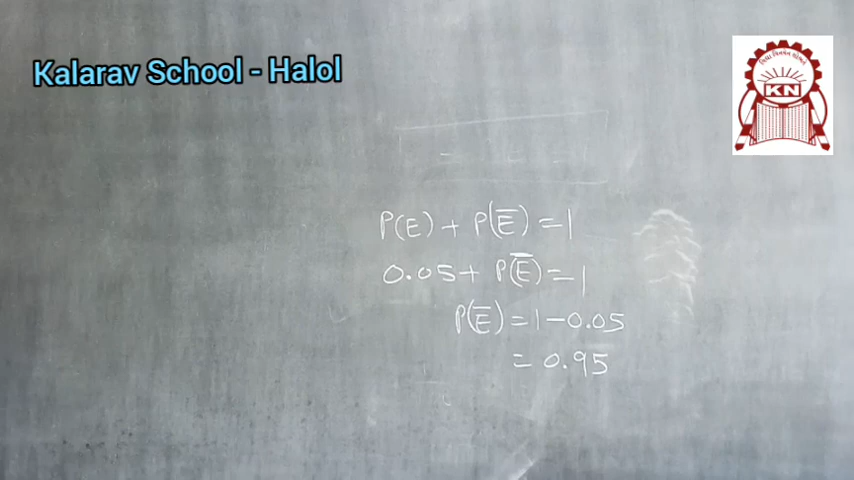 Kalarav School - Halol
KN
P(E) + P(E̅) = 1
0.05 + P(E̅) = 1
P(E̅) = 1 - 0.05
= 0.95